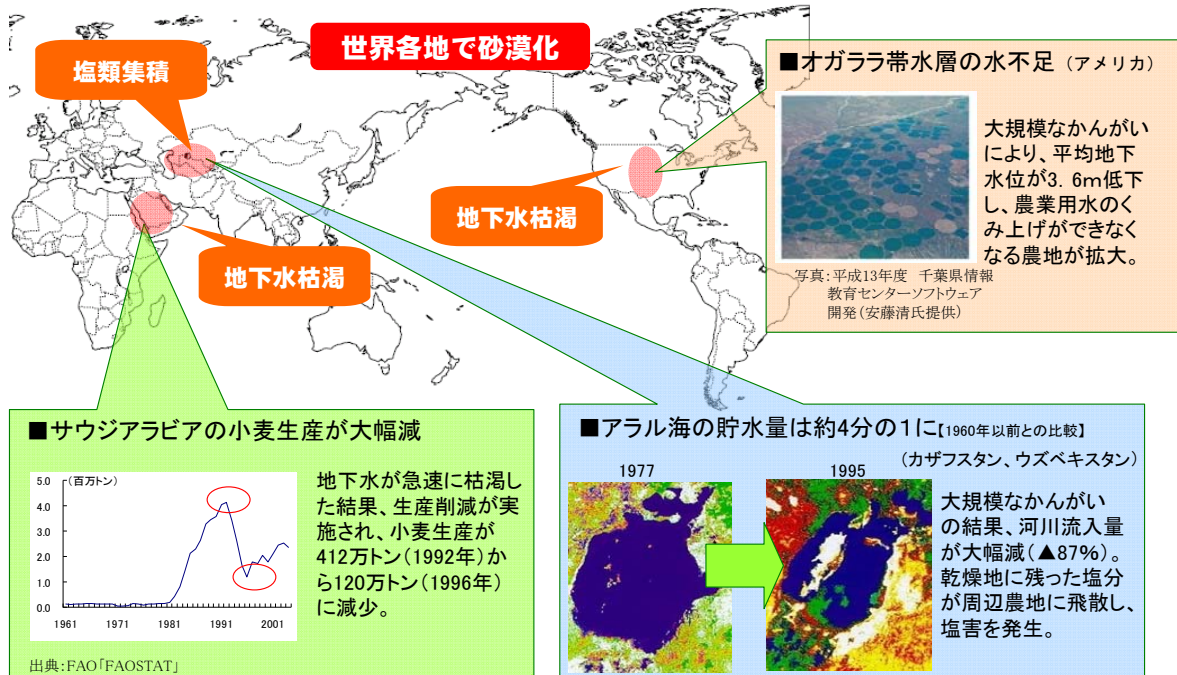 世界各地で砂漠化
塩類集積
地下水枯渇
地下水枯渇
■オガララ帯水層の水不足（アメリカ）
大規模なかんがい
により、平均地下
水位が3．6m低下
し、農業用水のく
み上げができなく
なる農地が拡大。
写真:平成13年度　千葉県情報
教育センターソフトウェア
開発(安藤清氏提供)
■サウジアラビアの小麦生産が大幅減
(百万トン)
5.0
4.0
3.0
2.0
1.0
0.0
1961 1971 1981 1991 2001
地下水が急速に枯渇し
た結果、生産削減が実
施され、小麦生産が
412万トン（1992年）か
ら120万トン（1996年）
に減少。
出典:FAO「FAOSTAT」
■アラル海の貯水量は約4分の1に【1960年以前との比較】
（カザフスタン、ウズベキスタン）
1977
1995
大規模なかんがい
の結果、河川流入量
が大幅減（▲87%）。
乾燥地に残った塩分
が周辺農地に飛散し、
塩害を発生。